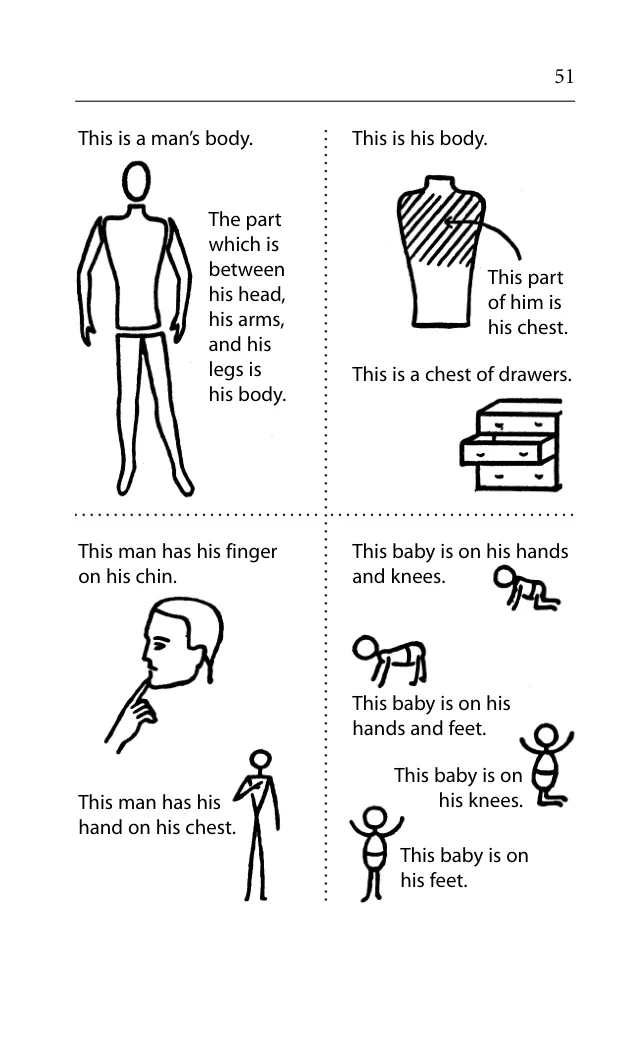 51
This is a man’s body.
The part
which is
between
his head,
his arms,
and his
legs is
his body.
This is his body.
This part
of him is
his chest.
This is a chest of drawers.
This man has his finger
on his chin.
This man has his
hand on his chest.
This baby is on his hands
and knees.
This baby is on his
hands and feet.
This baby is on
his knees.
This baby is on
his feet.